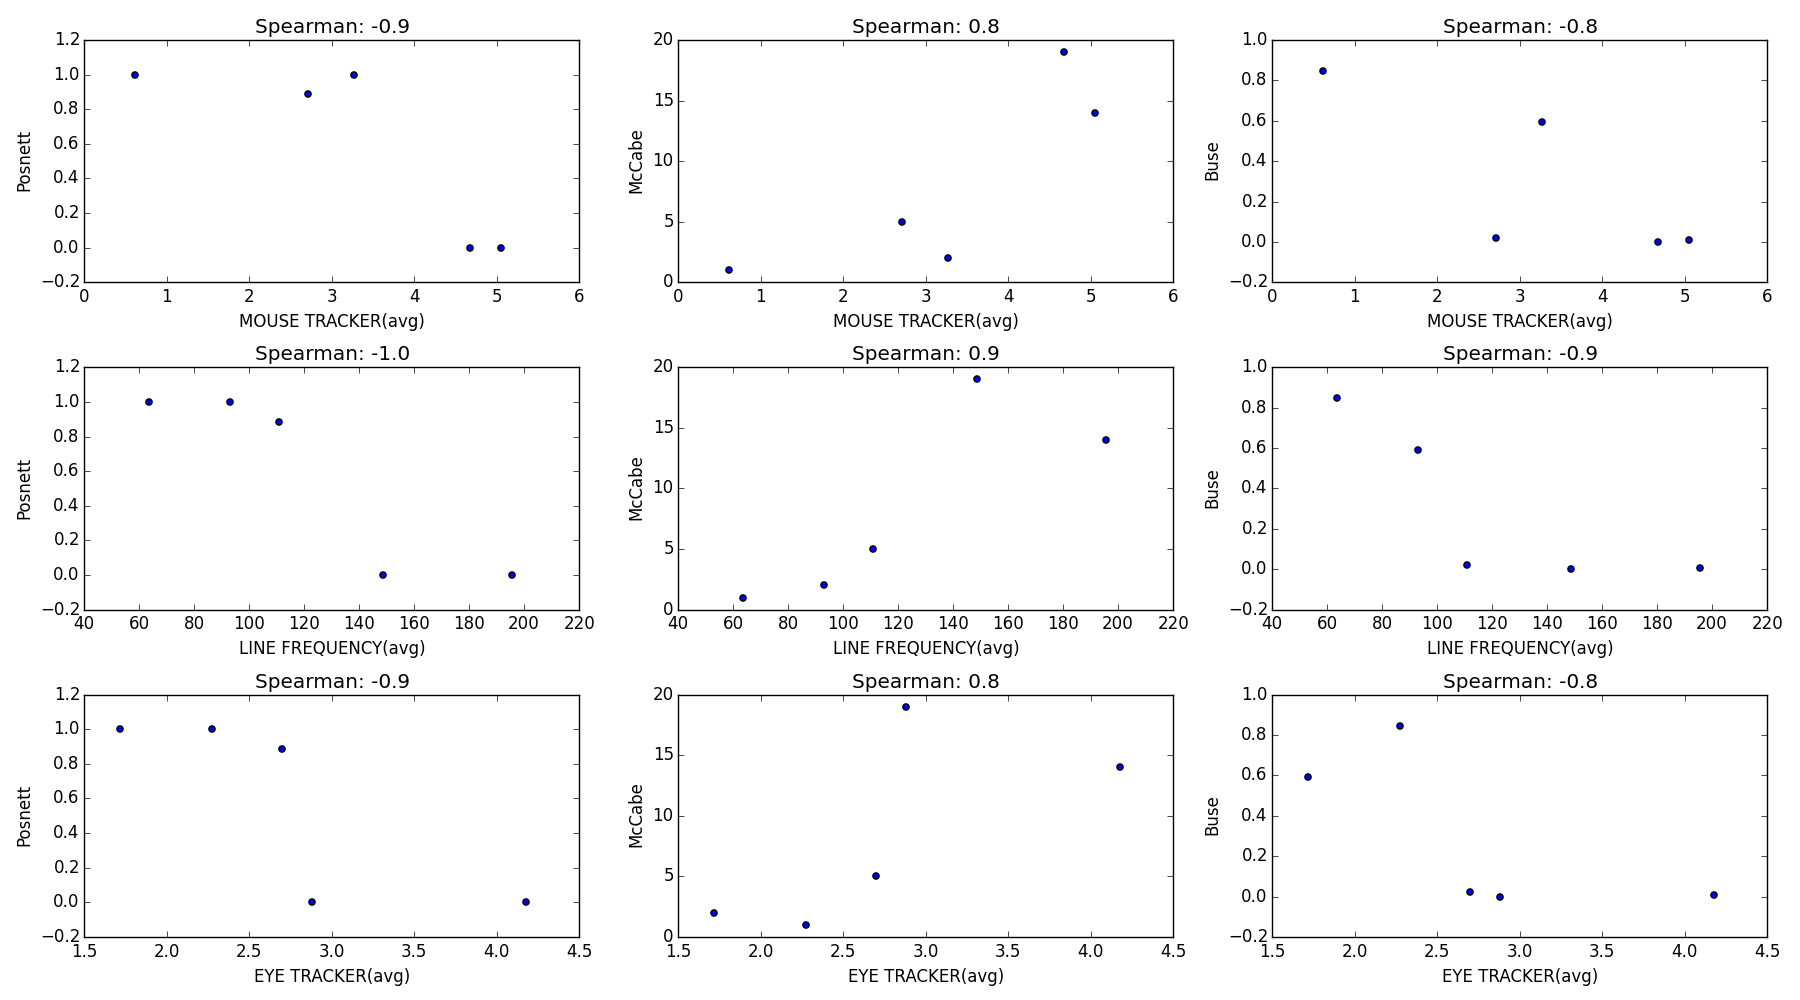 Spearman: -0.9
Spearman: 0.8
Spearman: -0.8
1.2
1.0
0.8
0.6
0.4
0.2
0.0
−0.2
Posnett
0 1 2 3 4 5 6
MOUSE TRACKER(avg)
20
15
10
5
0
McCabe
0 1 2 3 4 5 6
MOUSE TRACKER(avg)
1.0
0.8
0.6
0.4
0.2
0.0
−0.2
Buse
0 1 2 3 4 5 6
MOUSE TRACKER(avg)
Spearman: -1.0
Spearman: 0.9
Spearman: -0.9
1.2
1.0
0.8
0.6
0.4
0.2
0.0
−0.2
Posnett
40 60 80 100 120 140 160 180 200 220
LINE FREQUENCY(avg)
20
15
10
5
0
McCabe
40 60 80 100 120 140 160 180 200 220
LINE FREQUENCY(avg)
1.0
0.8
0.6
0.4
0.2
0.0
−0.2
Buse
40 60 80 100 120 140 160 180 200 220
LINE FREQUENCY(avg)
Spearman: -0.9
Spearman: 0.8
Spearman: -0.8
1.2
1.0
0.8
0.6
0.4
0.2
0.0
−0.2
Posnett
1.5 2.0 2.5 3.0 3.5 4.0 4.5
EYE TRACKER(avg)
20
15
10
5
0
McCabe
1.5 2.0 2.5 3.0 3.5 4.0 4.5
EYE TRACKER(avg)
1.0
0.8
0.6
0.4
0.2
0.0
−0.2
Buse
1.5 2.0 2.5 3.0 3.5 4.0 4.5
EYE TRACKER(avg)